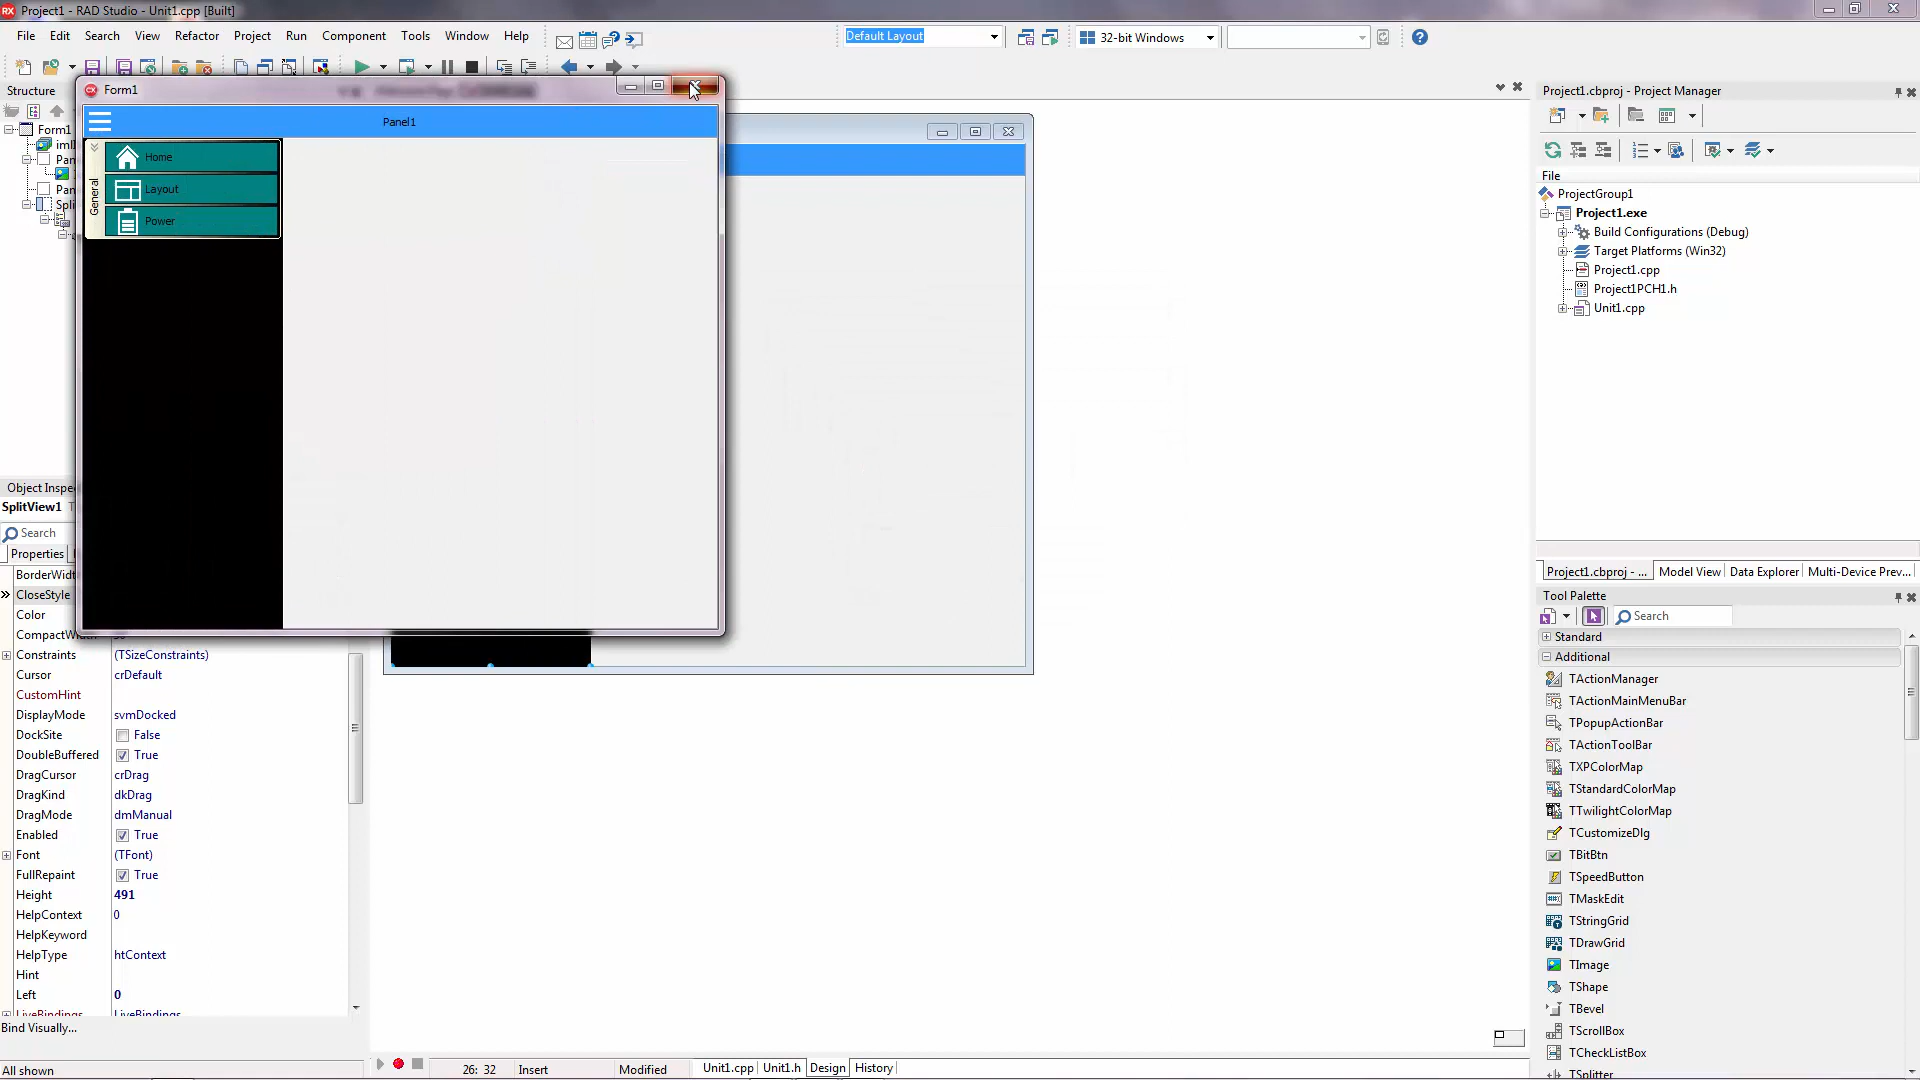 Project1 - RAD Studio - Unit1.cpp [Built]
File Edit Search View Refactor Project Run Component Tools Window Help
Default Layout
32-bit Windows
Structure
Form1
Project1.cbproj - Project Manager
Form1
Panel1
Home
Layout
Power
General
File
ProjectGroup1
Project1.exe
Build Configurations (Debug)
Target Platforms (Win32)
Project1.cpp
Project1PCH1.h
Unit1.cpp
Object Inspe
SplitView1 T
Search
Properties
BorderWidt
CloseStyle
Color
CompactWidth
Constraints (TSizeConstraints)
Cursor crDefault
CustomHint
DisplayMode svmDocked
DockSite False
DoubleBuffered True
DragCursor crDrag
DragKind dkDrag
DragMode dmManual
Enabled True
Font (TFont)
FullRepaint True
Height 491
HelpContext 0
HelpKeyword
HelpType htContext
Hint
Left 0
LiveBindings LiveBindings
Bind Visually...
All shown
26: 32 Insert Modified Unit1.cpp Unit1.h Design History
Project1.cbproj - ... Model View Data Explorer Multi-Device Prev...
Tool Palette
Search
Standard
Additional
TActionManager
TActionMainMenuBar
TPopupActionBar
TActionToolBar
TXPColorMap
TStandardColorMap
TTwilightColorMap
TCustomizeDlg
TBitBtn
TSpeedButton
TMaskEdit
TStringGrid
TDrawGrid
TImage
TShape
TBevel
TScrollBox
TCheckListBox
TSplitter